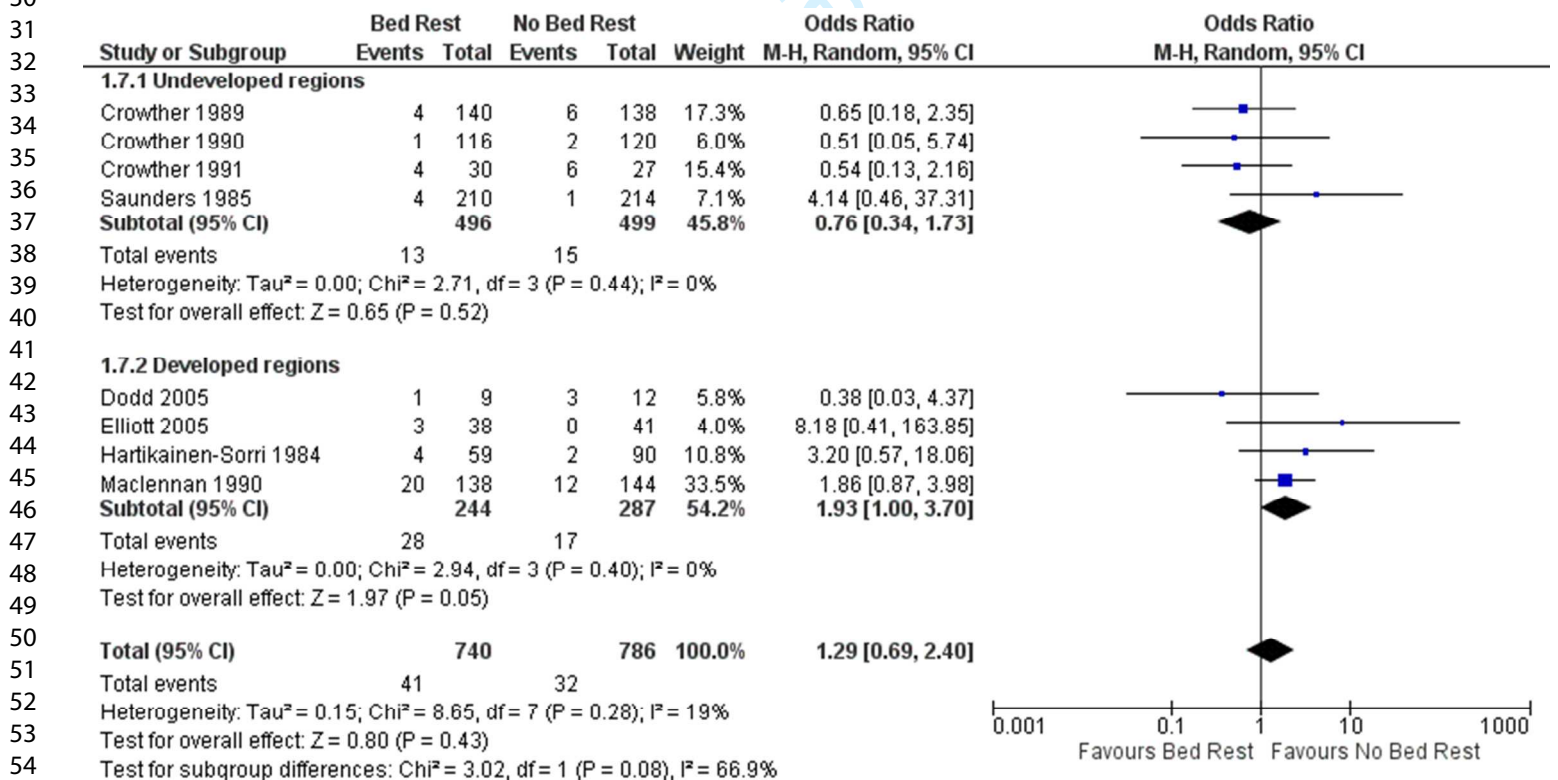 30
31 Bed Rest No Bed Rest Odds Ratio Odds Ratio
32 Study or Subgroup Events Total Events Total Weight M-H, Random, 95% CI M-H, Random, 95% CI
33 1.7.1 Undeveloped regions
34 Crowther 1989 4 140 6 138 17.3% 0.65 [0.18, 2.35]
35 Crowther 1990 1 116 2 120 6.0% 0.51 [0.05, 5.74]
36 Crowther 1991 4 30 6 27 15.4% 0.54 [0.13, 2.16]
Saunders 1985 4 210 1 214 7.1% 4.14 [0.46, 37.31]
37 Subtotal (95% CI) 496 499 45.8% 0.76 [0.34, 1.73]
38 Total events 13 15
39 Heterogeneity: Tau² = 0.00; Chi² = 2.71, df = 3 (P = 0.44); I² = 0%
40 Test for overall effect: Z = 0.65 (P = 0.52)
41
42 1.7.2 Developed regions
Dodd 2005 1 9 3 12 5.8% 0.38 [0.03, 4.37]
43 Elliott 2005 3 38 0 41 4.0% 8.18 [0.41, 163.85]
44 Hartikainen-Sorri 1984 4 59 2 90 10.8% 3.20 [0.57, 18.06]
45 Maclennan 1990 20 138 12 144 33.5% 1.86 [0.87, 3.98]
46 Subtotal (95% CI) 244 287 54.2% 1.93 [1.00, 3.70]
47 Total events 28 17
48 Heterogeneity: Tau² = 0.00; Chi² = 2.94, df = 3 (P = 0.40); I² = 0%
49 Test for overall effect: Z = 1.97 (P = 0.05)
50
51 Total (95% CI) 740 786 100.0% 1.29 [0.69, 2.40]
Total events 41 32
52 Heterogeneity: Tau² = 0.15; Chi² = 8.65, df = 7 (P = 0.28); I² = 19%
0.001 0.1 1 10 1000
53 Test for overall effect: Z = 0.80 (P = 0.43)
Favours Bed Rest Favours No Bed Rest
54 Test for subgroup differences: Chi² = 3.02, df = 1 (P = 0.08), I² = 66.9%